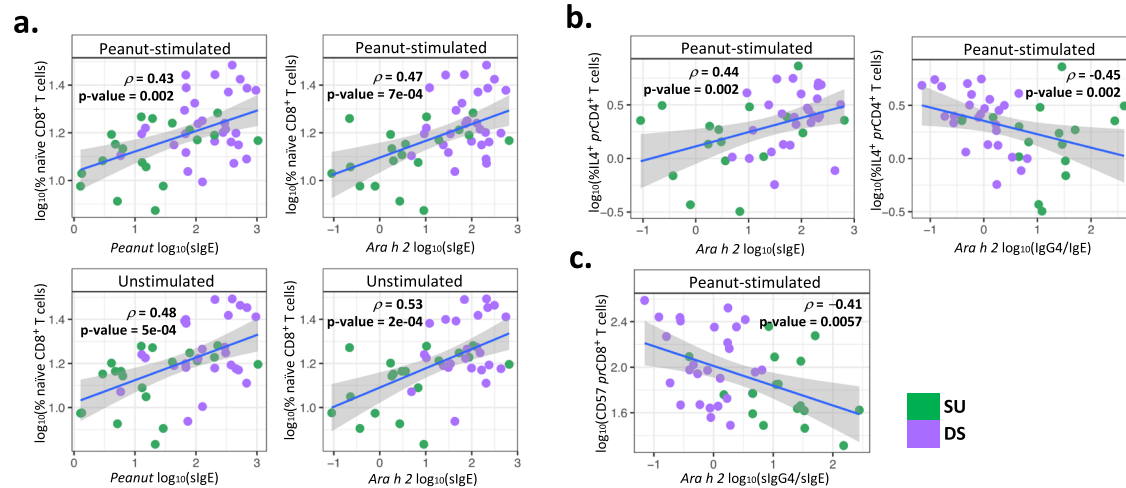 a.
Peanut-stimulated
ρ = 0.43
p-value = 0.002
log₁₀(% naïve CD8⁺ T cells)
1.4
1.2
1.0
0 1 2 3
Peanut log₁₀(sIgE)
Peanut-stimulated
ρ = 0.47
p-value = 7e-04
log₁₀(% naïve CD8⁺ T cells)
1.4
1.2
1.0
−1 0 1 2 3
Ara h 2 log₁₀(sIgE)
Unstimulated
ρ = 0.48
p-value = 5e-04
log₁₀(% naïve CD8⁺ T cells)
1.4
1.2
1.0
0 1 2 3
Peanut log₁₀(sIgE)
Unstimulated
ρ = 0.53
p-value = 2e-04
log₁₀(% naïve CD8⁺ T cells)
1.4
1.2
1.0
−1 0 1 2 3
Ara h 2 log₁₀(sIgE)
b.
Peanut-stimulated
ρ = 0.44
p-value = 0.002
log₁₀(%IL4⁺ prCD4⁺ T cells)
0.5
0.0
−0.5
−1 0 1 2 3
Ara h 2 log₁₀(sIgE)
Peanut-stimulated
ρ = -0.45
p-value = 0.002
log₁₀(%IL4⁺ prCD4⁺ T cells)
0.5
0.0
−0.5
−1 0 1 2
Ara h 2 log₁₀(IgG4/IgE)
c.
Peanut-stimulated
ρ = −0.41
p-value = 0.0057
log₁₀(CD57 prCD8⁺ T cells)
2.4
2.0
1.6
−1 0 1 2
Ara h 2 log₁₀(sIgG4/sIgE)
SU
DS